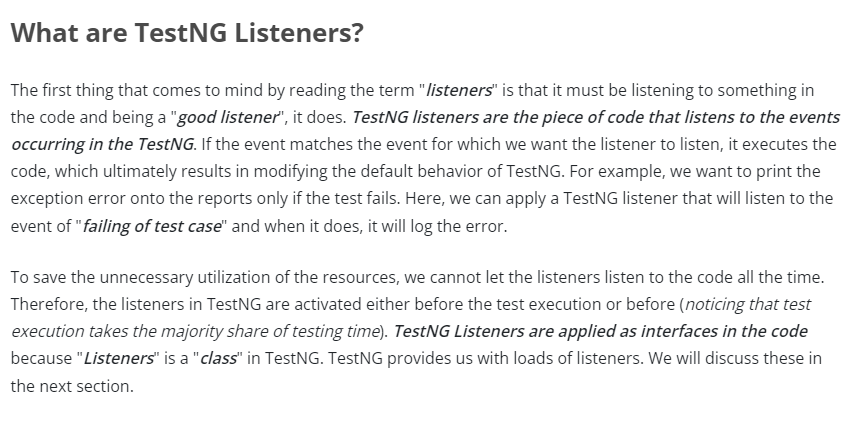 What are TestNG Listeners?
The first thing that comes to mind by reading the term "listeners" is that it must be listening to something in
the code and being a "good listener", it does. TestNG listeners are the piece of code that listens to the events
occurring in the TestNG. If the event matches the event for which we want the listener to listen, it executes the
code, which ultimately results in modifying the default behavior of TestNG. For example, we want to print the
exception error onto the reports only if the test fails. Here, we can apply a TestNG listener that will listen to the
event of "failing of test case" and when it does, it will log the error.
To save the unnecessary utilization of the resources, we cannot let the listeners listen to the code all the time.
Therefore, the listeners in TestNG are activated either before the test execution or before (noticing that test
execution takes the majority share of testing time). TestNG Listeners are applied as interfaces in the code
because "Listeners" is a "class" in TestNG. TestNG provides us with loads of listeners. We will discuss these in
the next section.